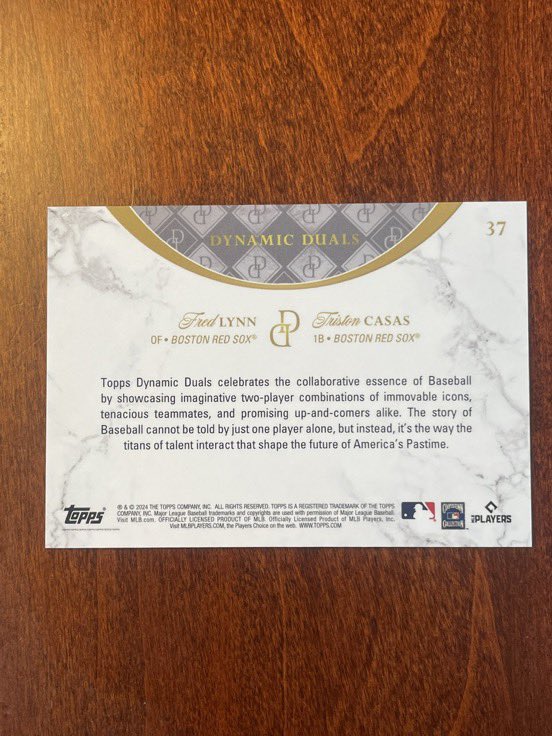 37
DYNAMIC DUALS
Fred LYNN
OF • BOSTON RED SOX®
Triston CASAS
1B • BOSTON RED SOX®
Topps Dynamic Duals celebrates the collaborative essence of Baseball
by showcasing imaginative two-player combinations of immovable icons,
tenacious teammates, and promising up-and-comers alike. The story of
Baseball cannot be told by just one player alone, but instead, it's the way the
titans of talent interact that shape the future of America's Pastime.
Topps
® & © 2024 THE TOPPS COMPANY, INC. ALL RIGHTS RESERVED. TOPPS IS A REGISTERED TRADEMARK OF THE TOPPS
COMPANY, INC. Major League Baseball trademarks and copyrights are used with permission of Major League Baseball.
Visit MLB.com. OFFICIALLY LICENSED PRODUCT OF MLB. Officially Licensed Product of MLB Players, Inc.
Visit MLBPLAYERS.COM, the Players Choice on the web. WWW.TOPPS.COM
MLB PLAYERS